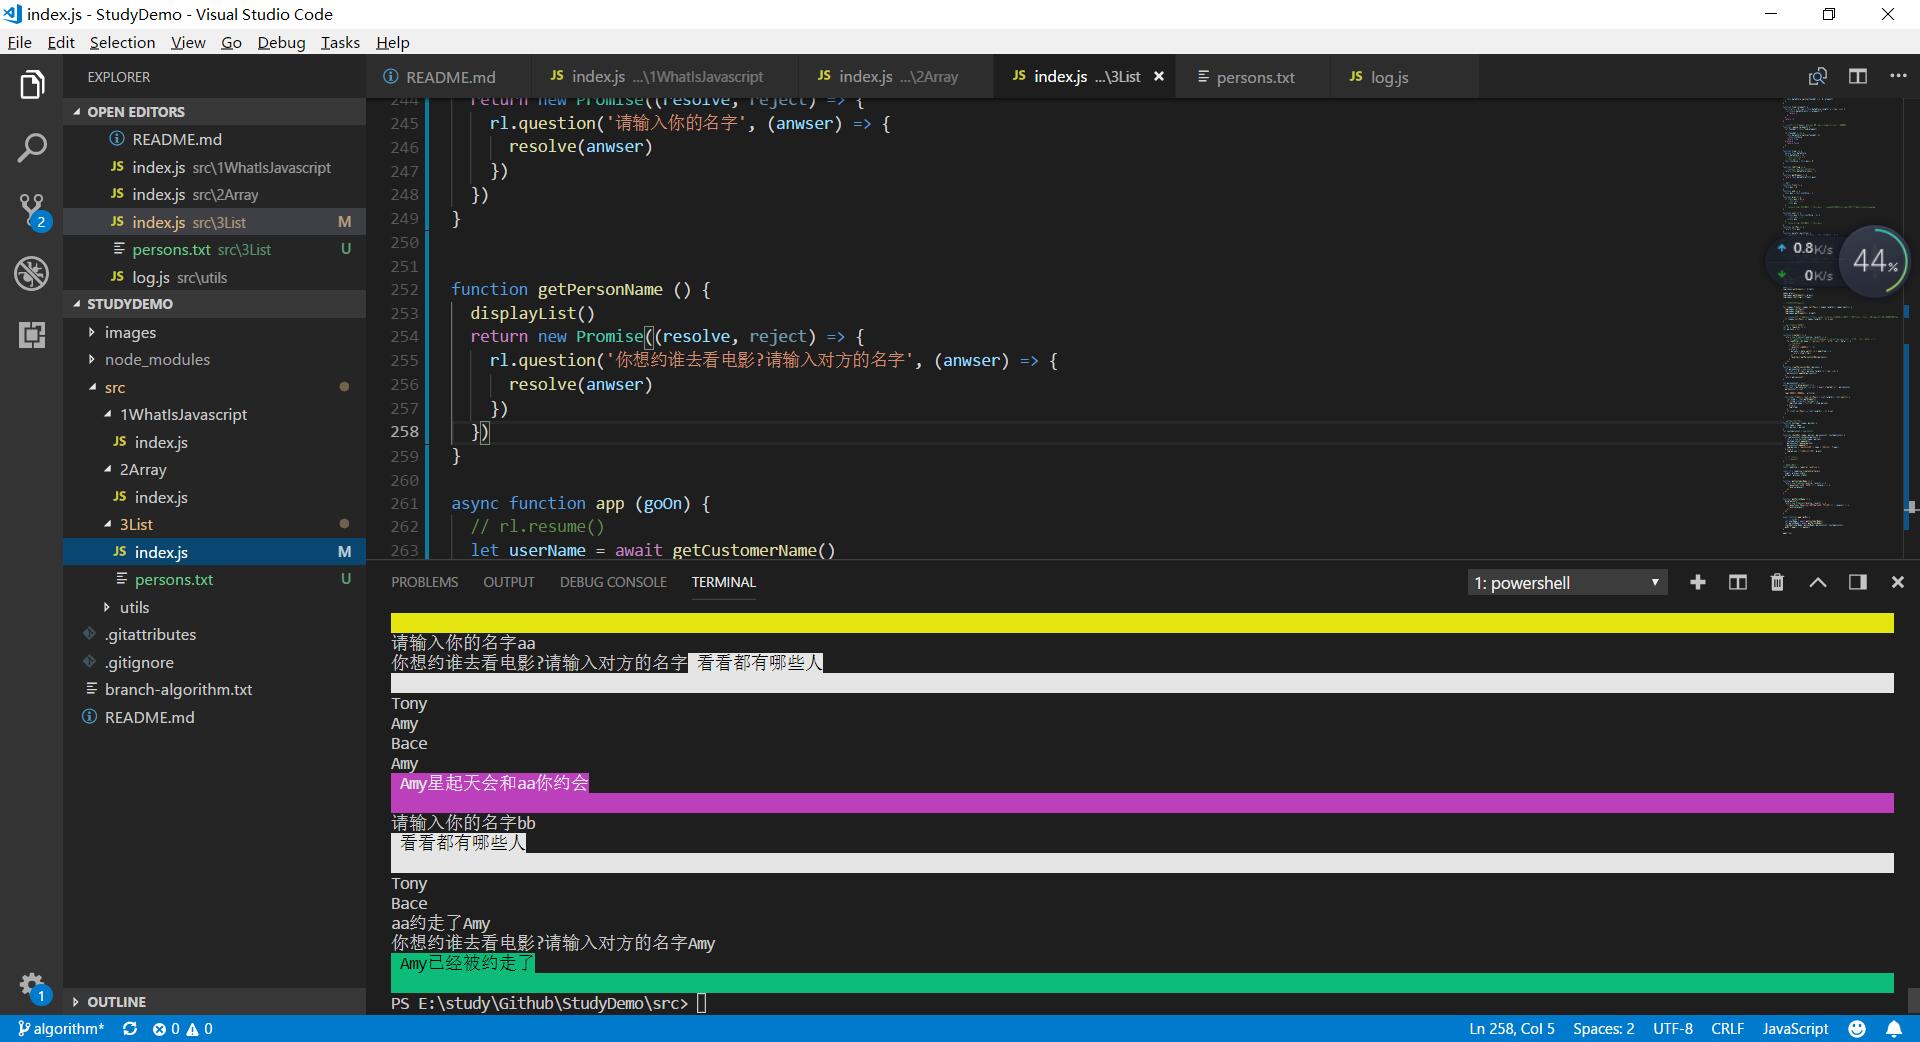 index.js - StudyDemo - Visual Studio Code
File Edit Selection View Go Debug Tasks Help
EXPLORER
OPEN EDITORS
README.md
index.js src\1WhatIsJavascript
index.js src\2Array
index.js src\3List M
persons.txt src\3List U
log.js src\utils
STUDYDEMO
images
node_modules
src
1WhatIsJavascript
JS index.js
2Array
JS index.js
3List
JS index.js M
persons.txt U
utils
.gitattributes
.gitignore
branch-algorithm.txt
README.md
OUTLINE
2
1
README.md JS index.js ...\1WhatIsJavascript JS index.js ...\2Array JS index.js ...\3List persons.txt JS log.js
244 return new Promise((resolve, reject) => {
245 rl.question('请输入你的名字', (anwser) => {
246 resolve(anwser)
247 })
248 })
249 }
250
251
252 function getPersonName () {
253 displayList()
254 return new Promise((resolve, reject) => {
255 rl.question('你想约谁去看电影?请输入对方的名字', (anwser) => {
256 resolve(anwser)
257 })
258 })
259 }
260
261 async function app (goOn) {
262 // rl.resume()
263 let userName = await getCustomerName()
0.8K/s
0K/s
44%
PROBLEMS OUTPUT DEBUG CONSOLE TERMINAL 1: powershell
请输入你的名字aa
你想约谁去看电影?请输入对方的名字 看看都有哪些人
Tony
Amy
Bace
Amy
Amy星起天会和aa你约会
请输入你的名字bb
看看都有哪些人
Tony
Bace
aa约走了Amy
你想约谁去看电影?请输入对方的名字Amy
Amy已经被约走了
PS E:\study\Github\StudyDemo\src>
algorithm* 0 0 Ln 258, Col 5 Spaces: 2 UTF-8 CRLF JavaScript